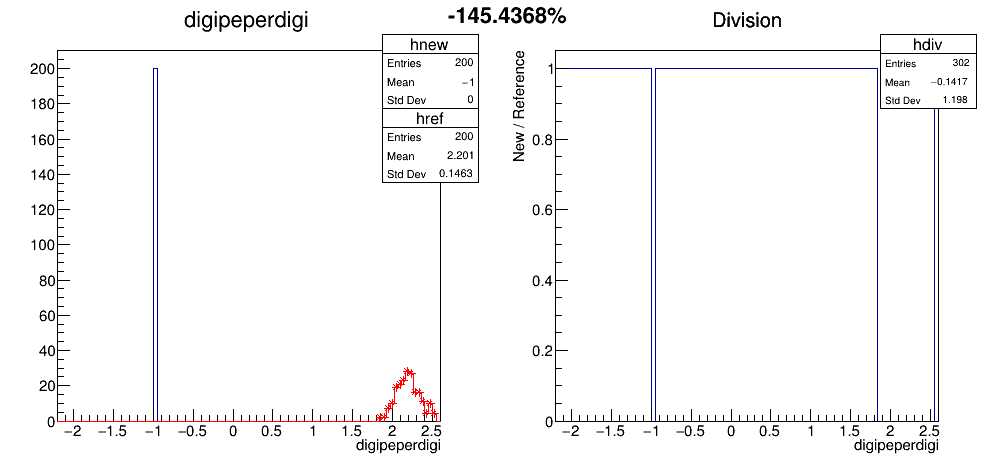 -145.4368%
digipeperdigi
hnew
Entries 200
Mean −1
Std Dev 0
href
Entries 200
Mean 2.201
Std Dev 0.1463
200
180
160
140
120
100
80
60
40
20
0
−2 −1.5 −1 −0.5 0 0.5 1 1.5 2 2.5
digipeperdigi
Division
hdiv
Entries 302
Mean −0.1417
Std Dev 1.198
New / Reference
1
0.8
0.6
0.4
0.2
0
−2 −1.5 −1 −0.5 0 0.5 1 1.5 2 2.5
digipeperdigi